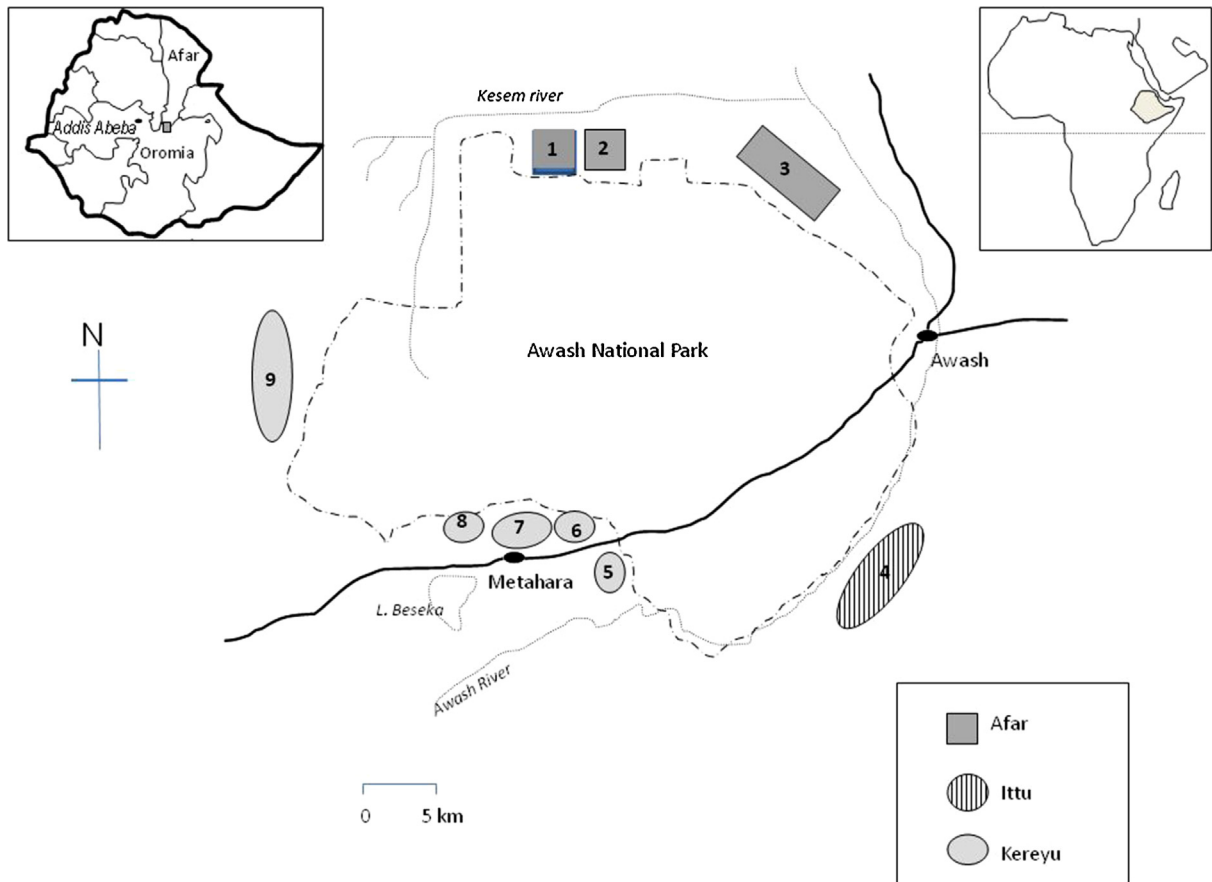 Afar
Addis Abeba
Oromia
Kesem river
1
2
3
N
Awash National Park
Awash
9
8
7
6
5
4
Metahara
L. Beseka
Awash River
0 5 km
Afar
Ittu
Kereyu